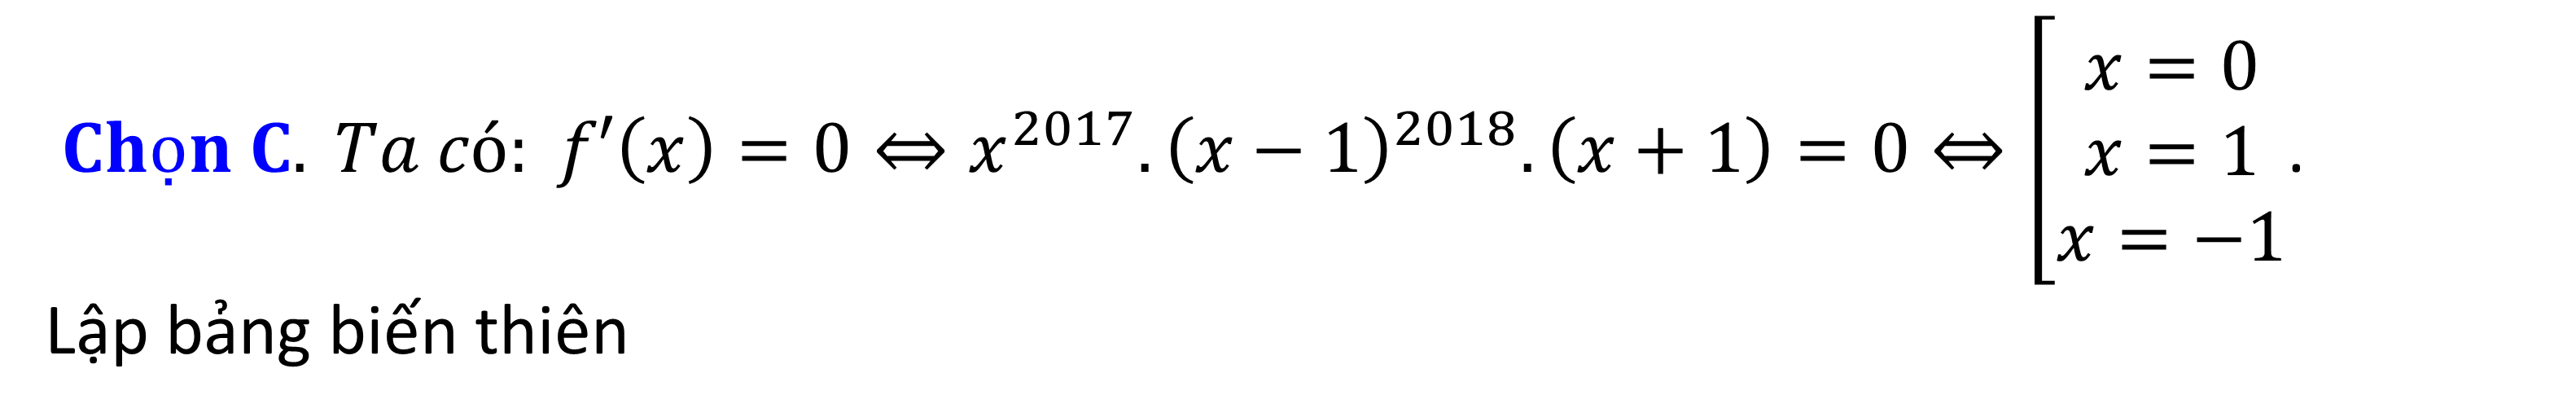 Chọn C. Ta có: f′(x) = 0 ⇔ x^2017.(x − 1)^2018.(x + 1) = 0 ⇔ [x = 0
x = 1 .
x = −1
Lập bảng biến thiên